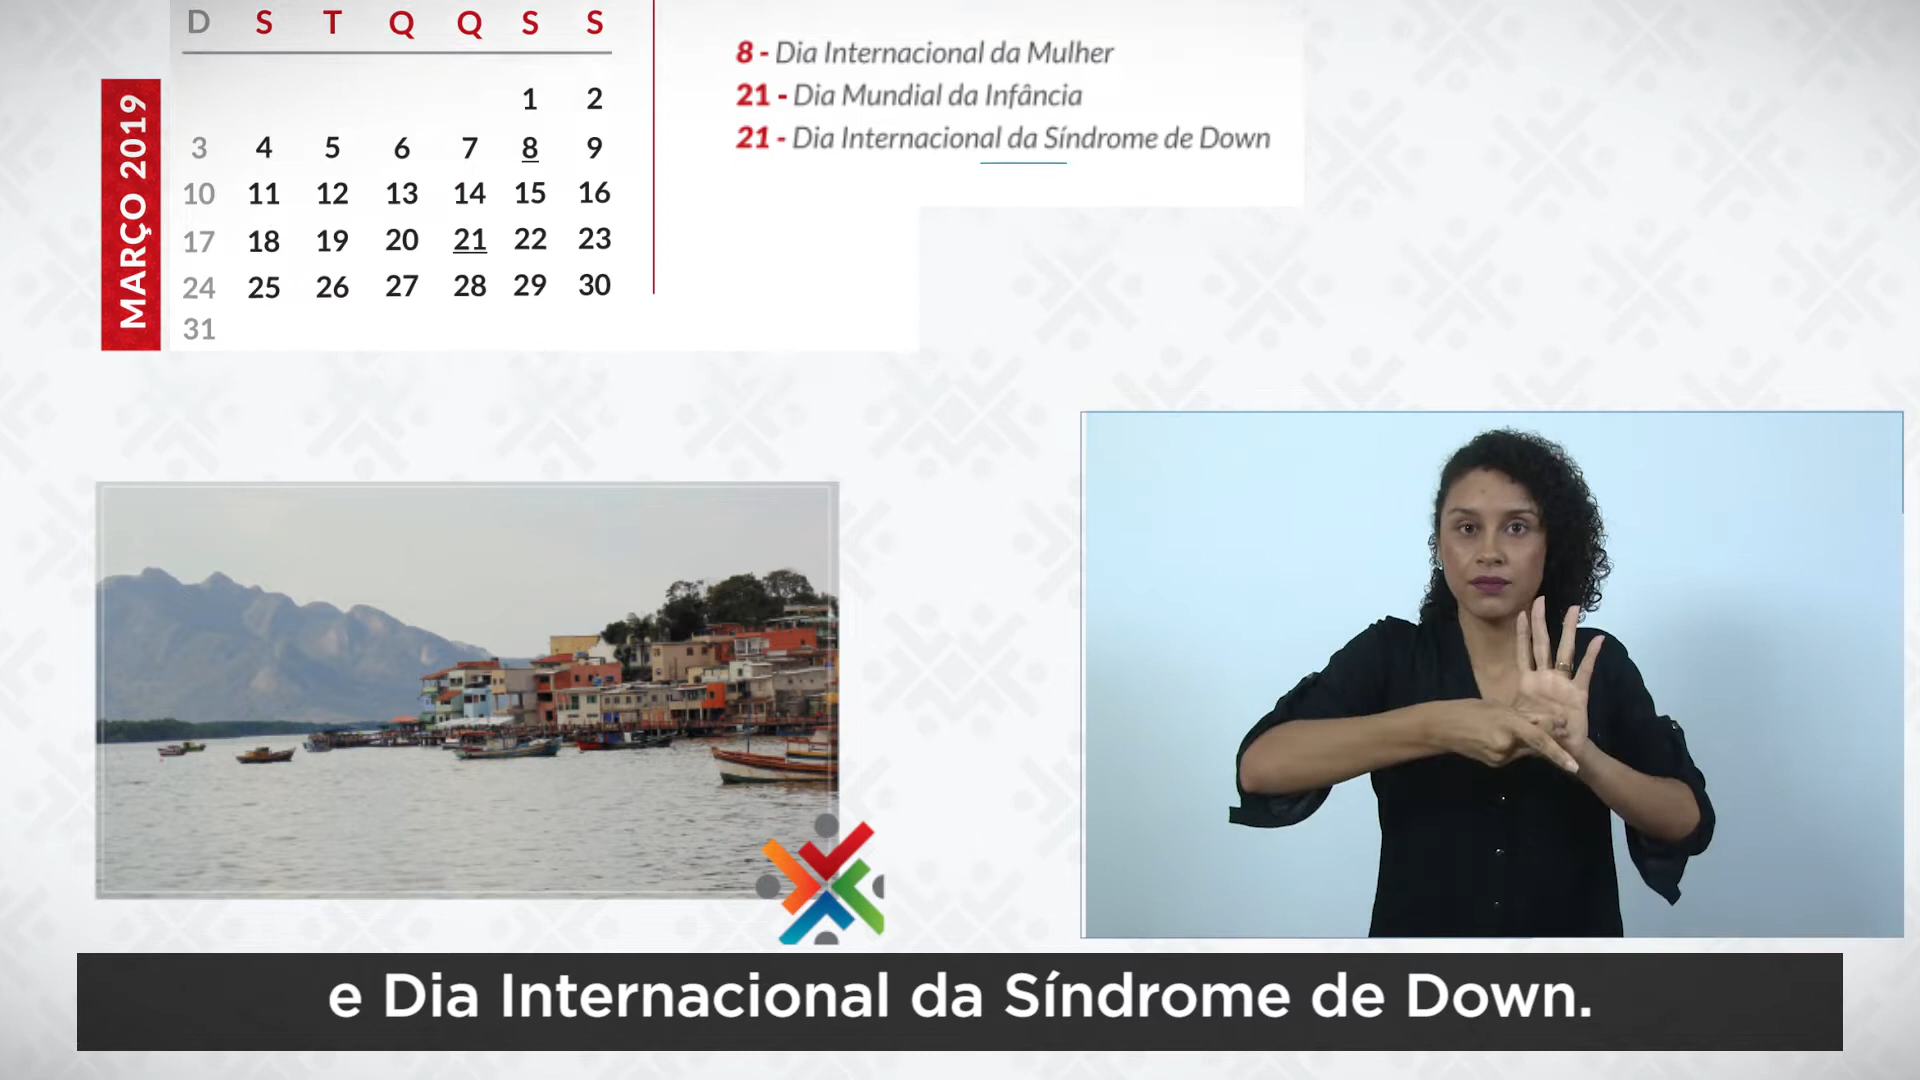 D S T Q Q S S
MARÇO 2019
1 2
3 4 5 6 7 8 9
10 11 12 13 14 15 16
17 18 19 20 21 22 23
24 25 26 27 28 29 30
31
8 - Dia Internacional da Mulher
21 - Dia Mundial da Infância
21 - Dia Internacional da Síndrome de Down
e Dia Internacional da Síndrome de Down.